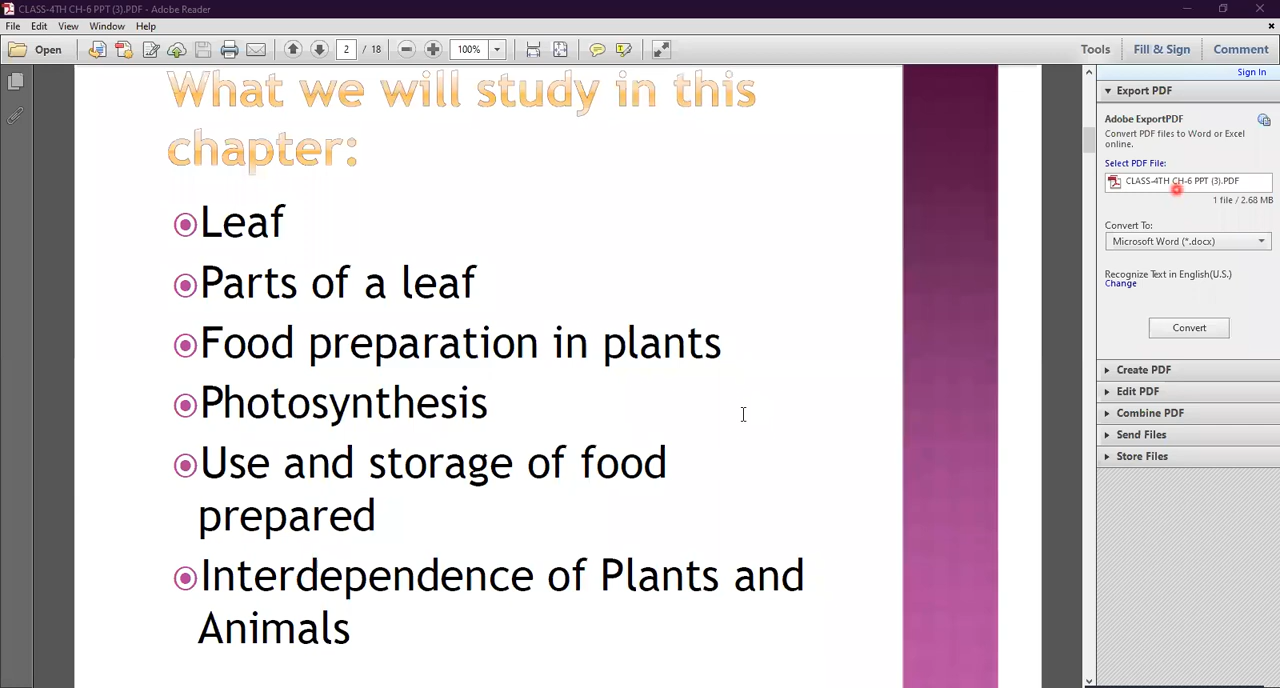 CLASS-4TH CH-6 PPT (3).PDF - Adobe Reader
File Edit View Window Help
Open 2 / 18 100% Tools Fill & Sign Comment
Sign In
What we will study in this
chapter:
Leaf
Parts of a leaf
Food preparation in plants
Photosynthesis
Use and storage of food
prepared
Interdependence of Plants and
Animals
Export PDF
Adobe ExportPDF
Convert PDF files to Word or Excel
online.
Select PDF File:
CLASS-4TH CH-6 PPT (3).PDF
1 file / 2.68 MB
Convert To:
Microsoft Word (*.docx)
Recognize Text in English(U.S.)
Change
Convert
Create PDF
Edit PDF
Combine PDF
Send Files
Store Files